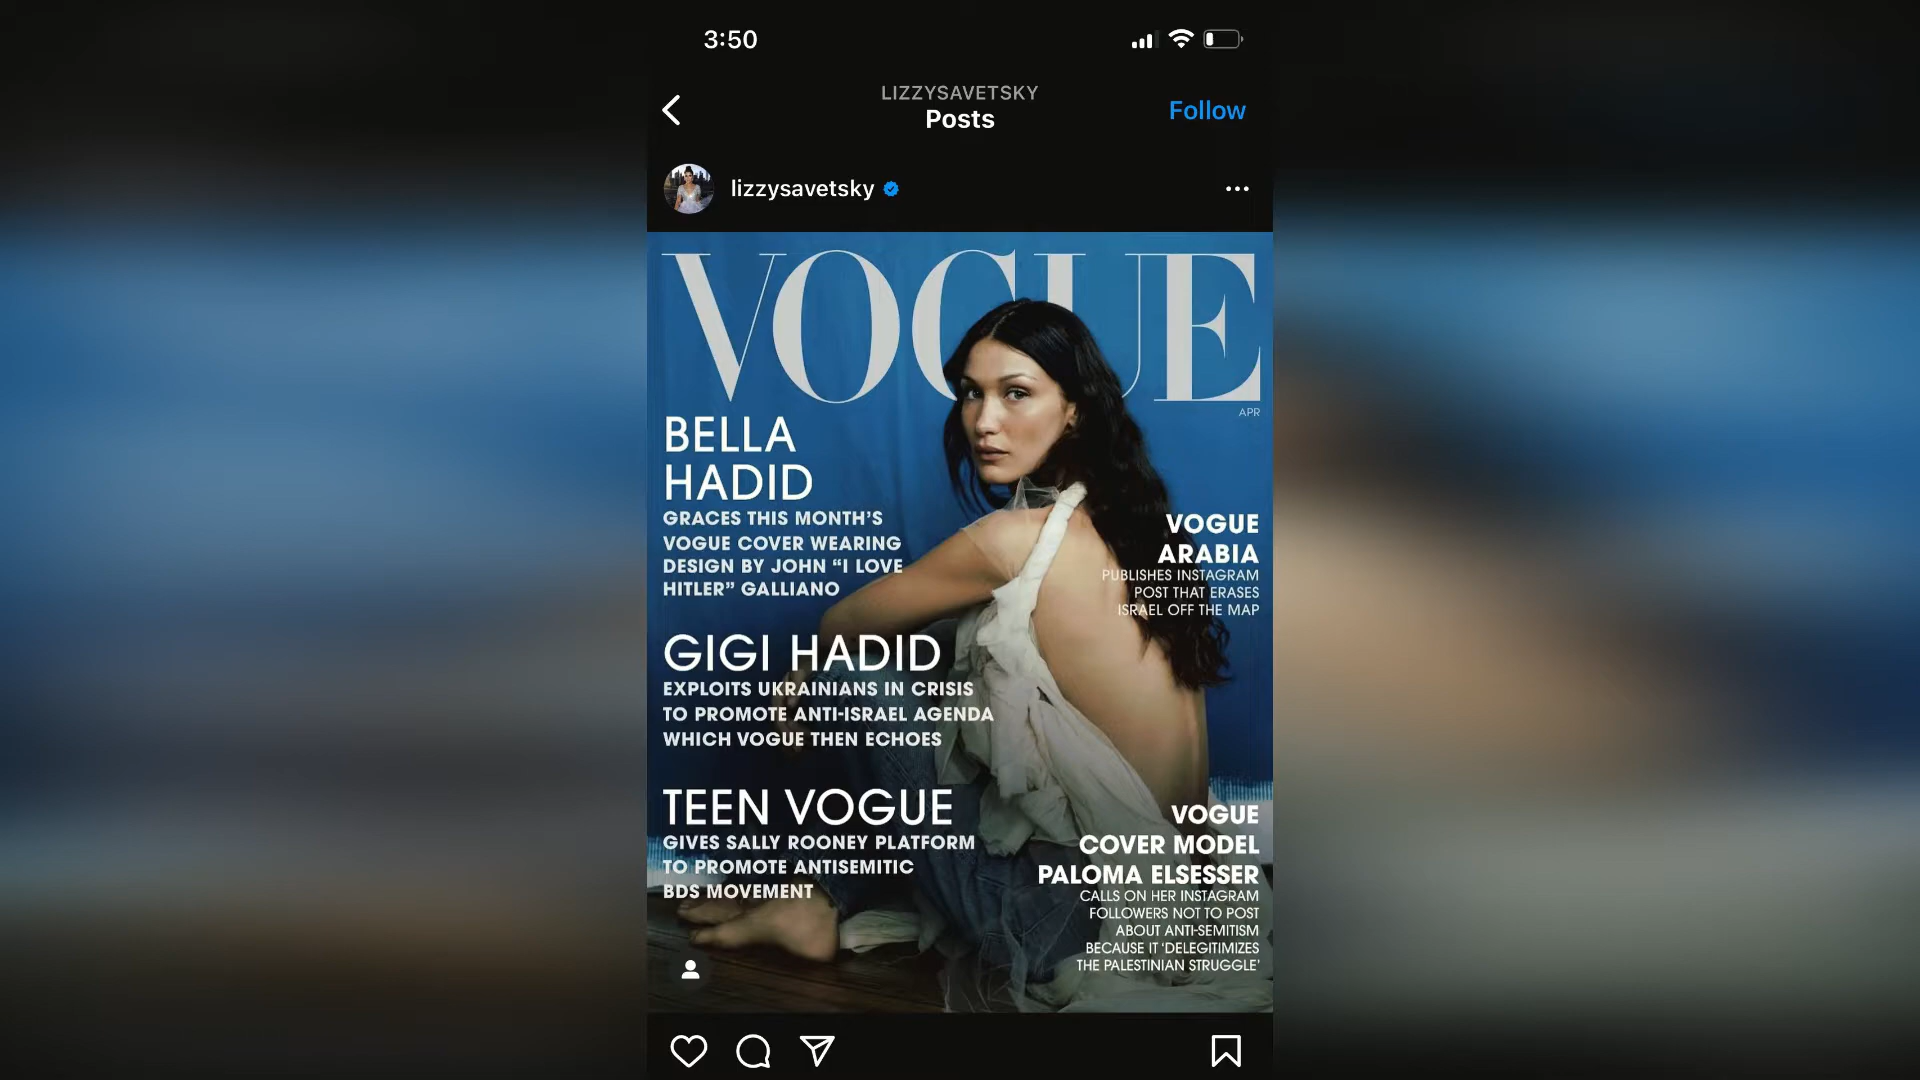 3:50
LIZZYSAVETSKY
Posts
Follow
lizzysavetsky
VOGUE
APR
BELLA
HADID
GRACES THIS MONTH'S
VOGUE COVER WEARING
DESIGN BY JOHN “I LOVE
HITLER” GALLIANO
VOGUE
ARABIA
PUBLISHES INSTAGRAM
POST THAT ERASES
ISRAEL OFF THE MAP
GIGI HADID
EXPLOITS UKRAINIANS IN CRISIS
TO PROMOTE ANTI-ISRAEL AGENDA
WHICH VOGUE THEN ECHOES
TEEN VOGUE
GIVES SALLY ROONEY PLATFORM
TO PROMOTE ANTISEMITIC
BDS MOVEMENT
VOGUE
COVER MODEL
PALOMA ELSESSER
CALLS ON HER INSTAGRAM
FOLLOWERS NOT TO POST
ABOUT ANTI-SEMITISM
BECAUSE IT ‘DELEGITIMIZES
THE PALESTINIAN STRUGGLE’